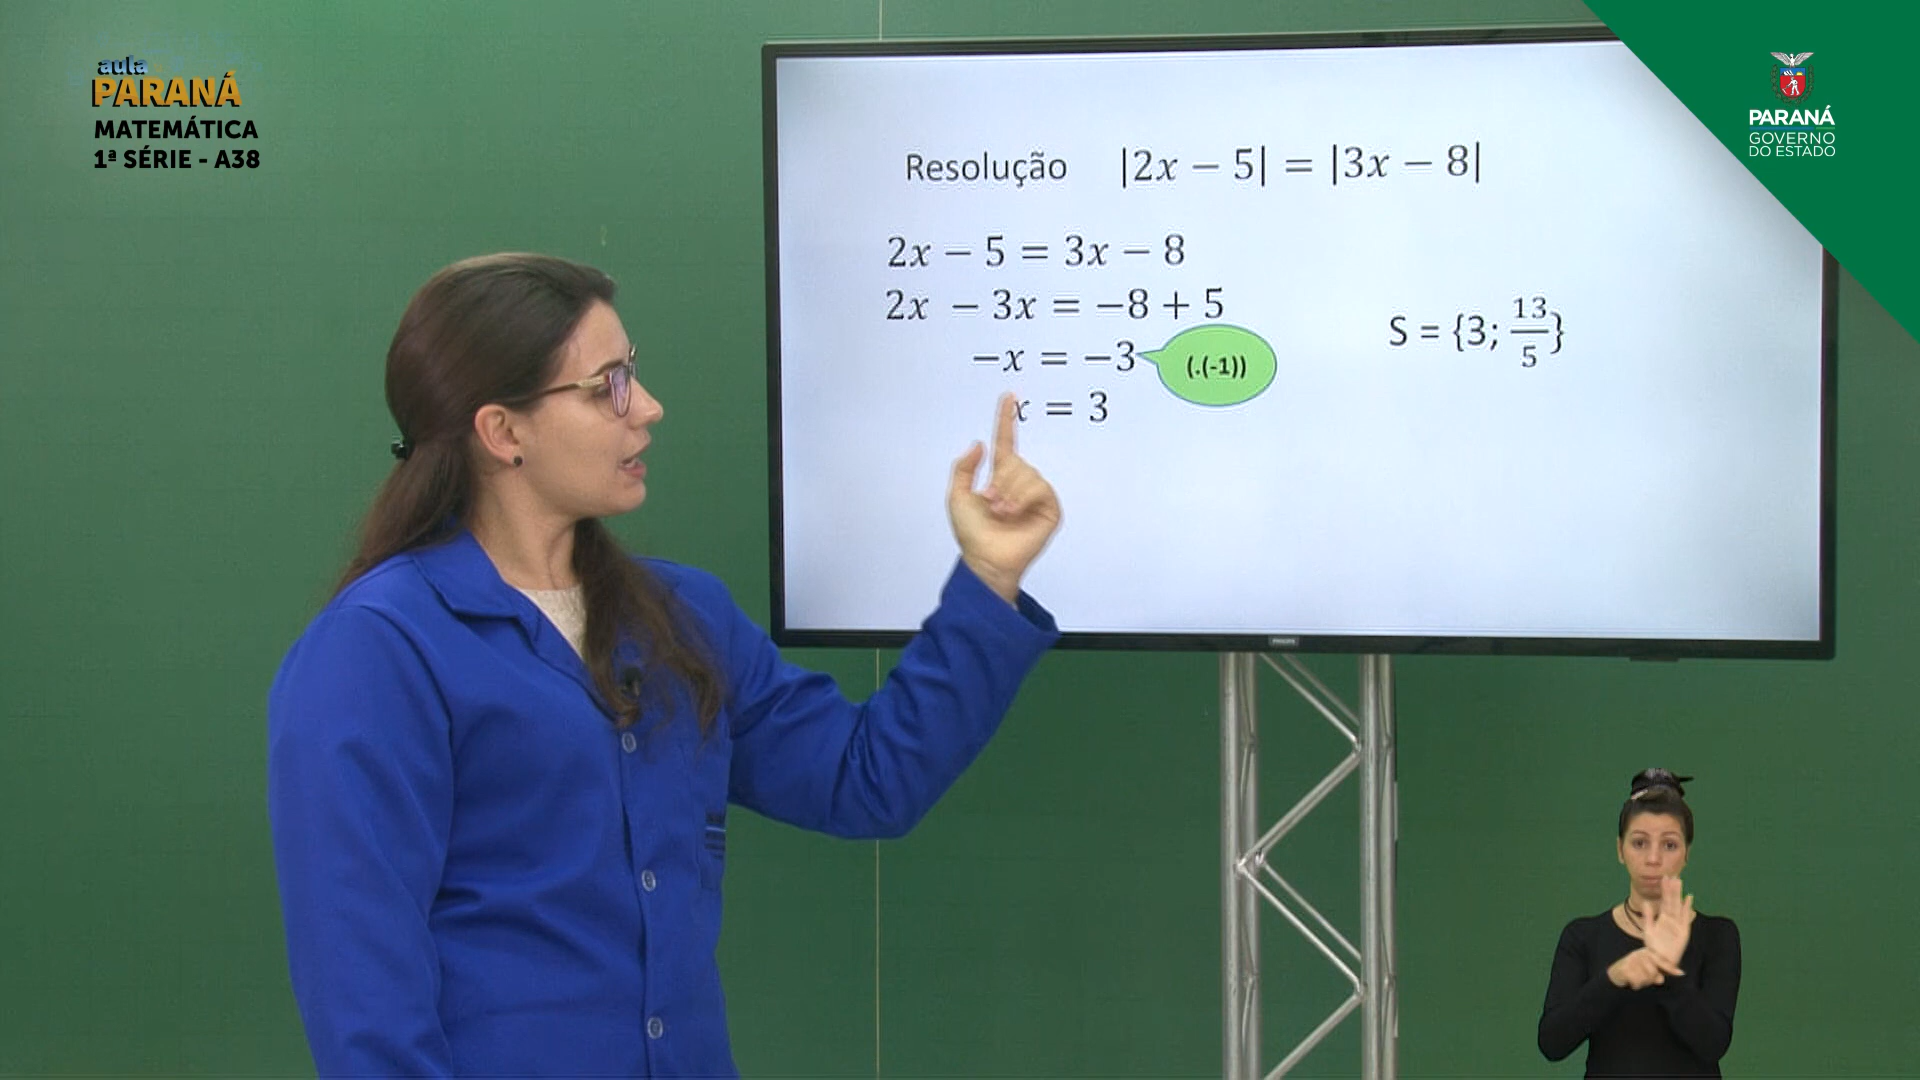 aula
PARANÁ
MATEMÁTICA
1ª SÉRIE - A38
PARANÁ
GOVERNO
DO ESTADO
Resolução |2x − 5| = |3x − 8|
2x − 5 = 3x − 8
2x − 3x = −8 + 5
−x = −3
(.(-1))
x = 3
S = {3; 13/5}
PHILIPS